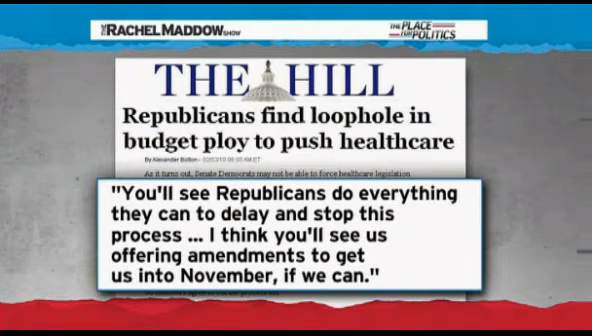 THE RACHEL MADDOW SHOW
THE PLACE FOR POLITICS
THE HILL
Republicans find loophole in
budget ploy to push healthcare
By Alexander Bolton -
As it turns out, Senate Democrats may not be able to force healthcare legislation
"You'll see Republicans do everything
they can to delay and stop this
process ... I think you'll see us
offering amendments to get
us into November, if we can."